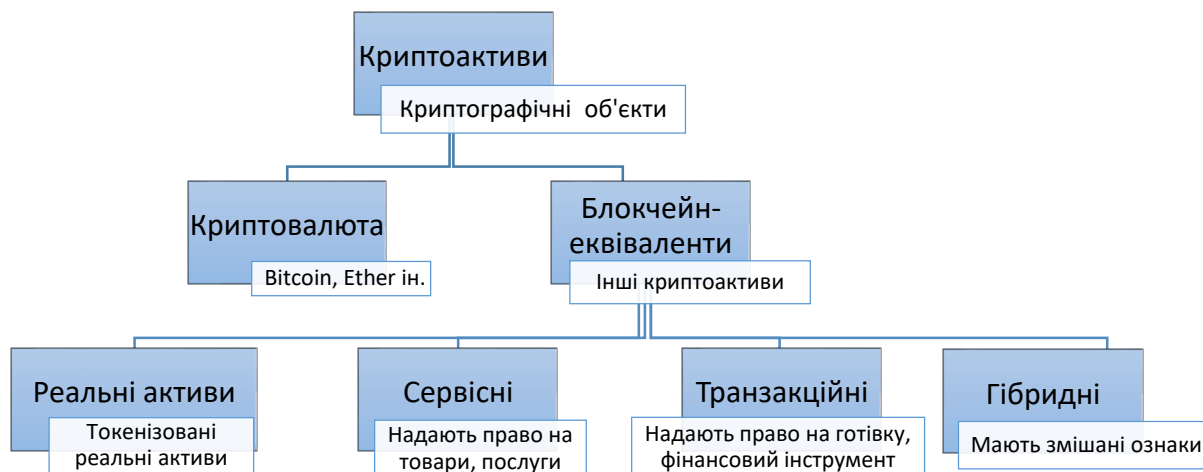 Криптоактиви
Криптографічні об'єкти
Криптовалюта
Bitcoin, Ether ін.
Блокчейн-
еквіваленти
Інші криптоактиви
Реальні активи
Токенізовані
реальні активи
Сервісні
Надають право на
товари, послуги
Транзакційні
Надають право на готівку,
фінансовий інструмент
Гібридні
Мають змішані ознаки